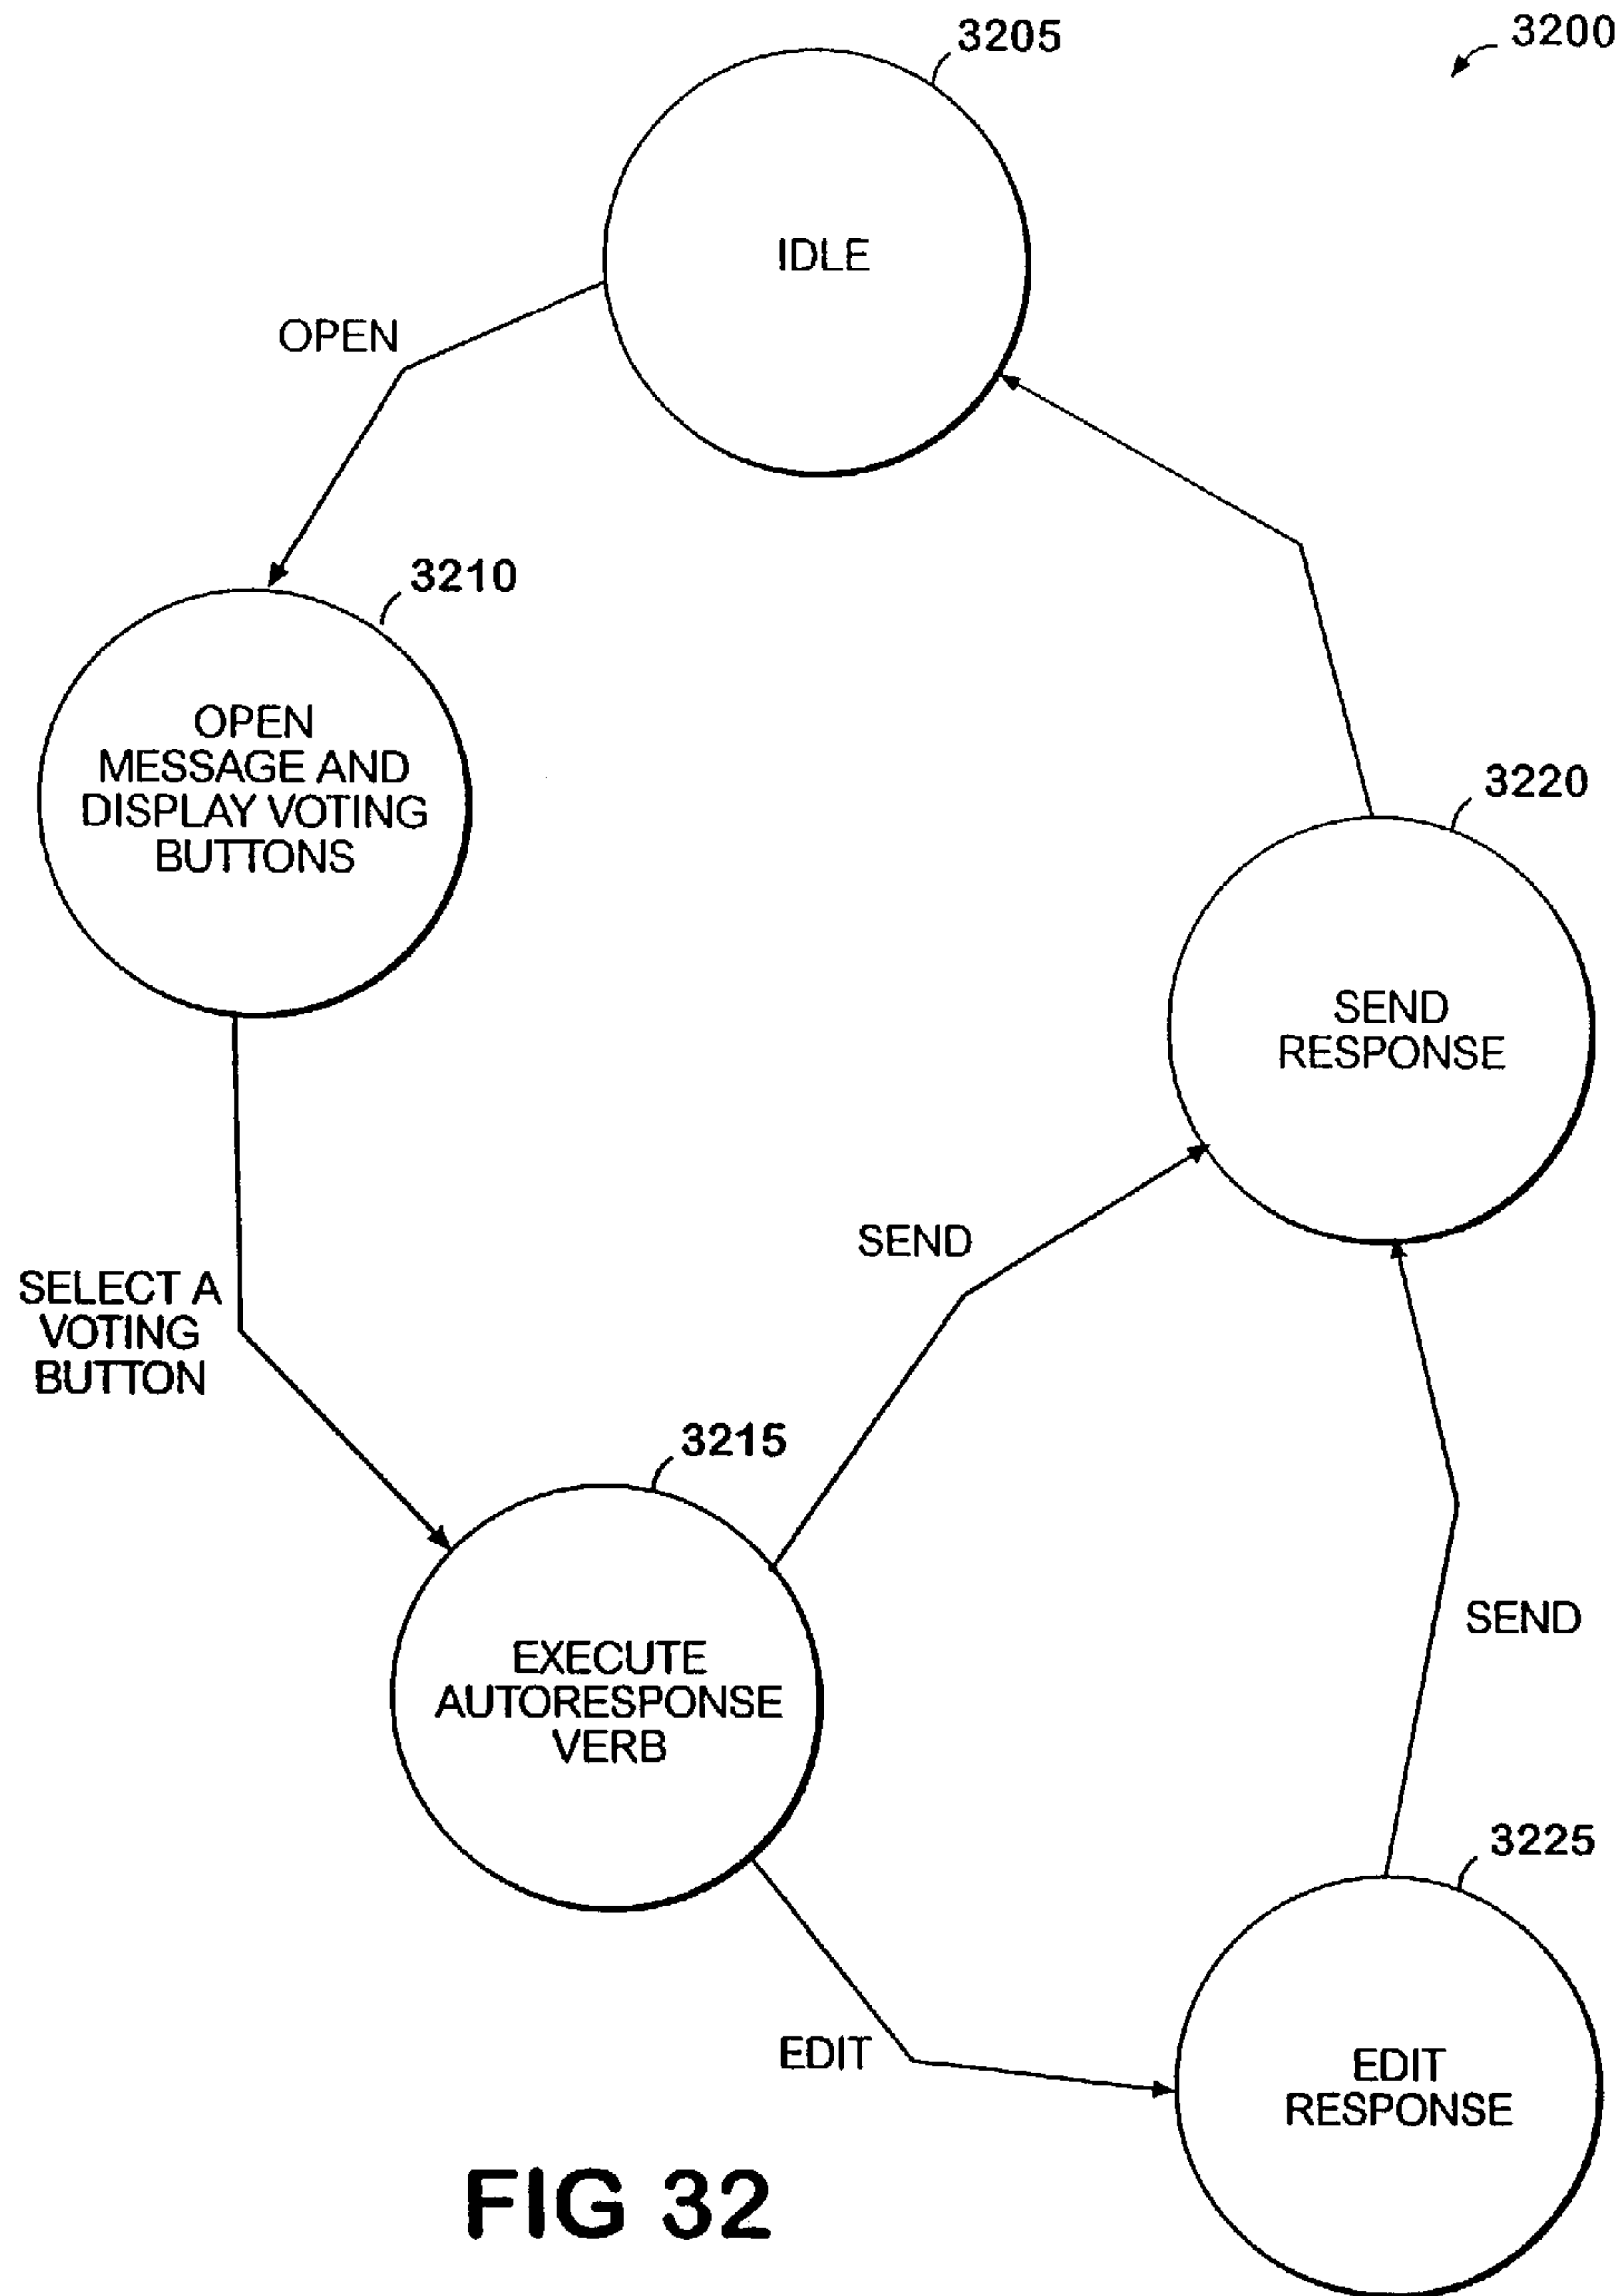 3200
3205
IDLE
OPEN
3210
OPEN
MESSAGE AND
DISPLAY VOTING
BUTTONS
3220
SEND
RESPONSE
SEND
SELECT A
VOTING
BUTTON
3215
EXECUTE
AUTORESPONSE
VERB
SEND
3225
EDIT
EDIT
RESPONSE
FIG 32